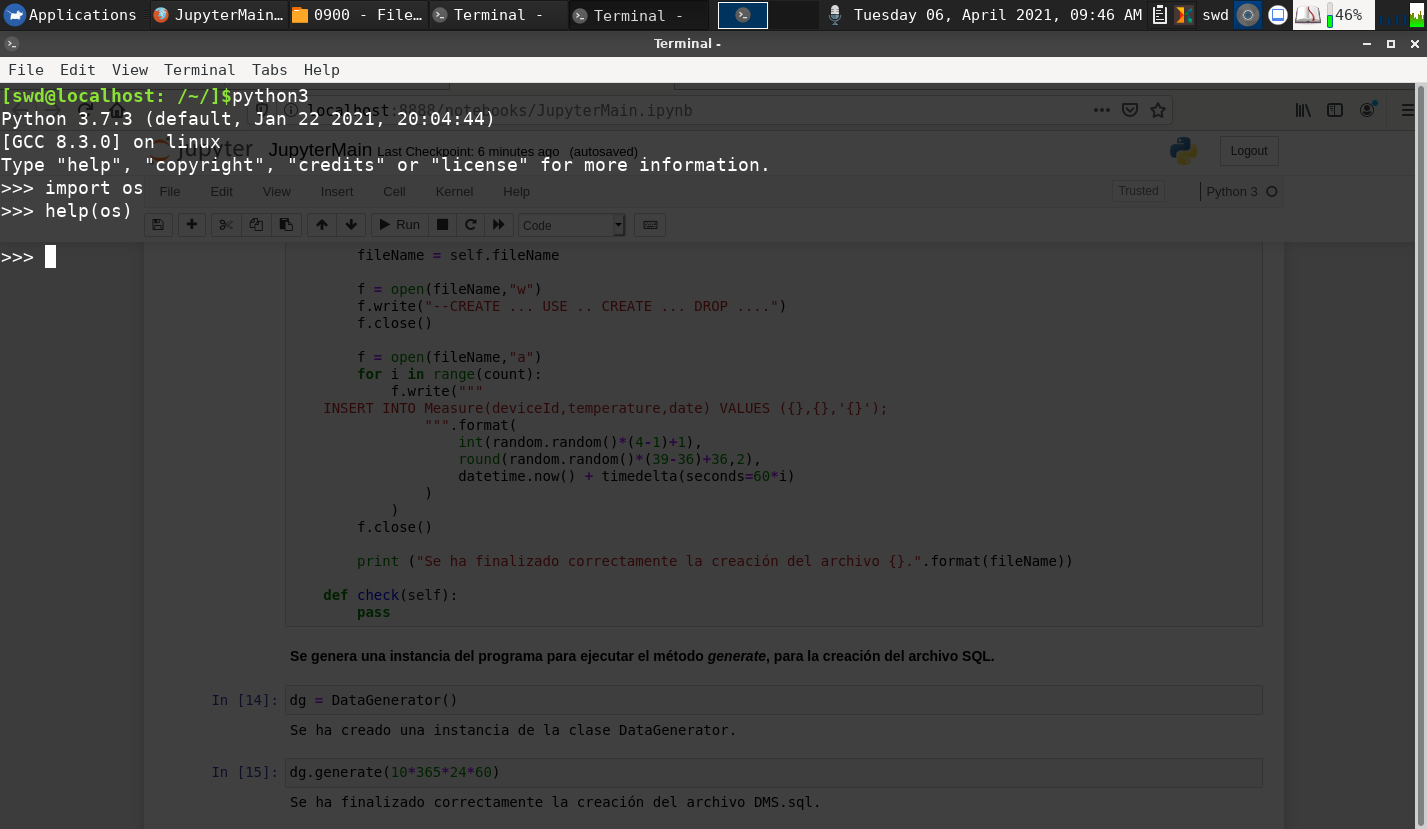 Applications JupyterMain... 0900 - File... Terminal - Terminal - Tuesday 06, April 2021, 09:46 AM swd 46%
Terminal -
File Edit View Terminal Tabs Help
[swd@localhost: /~/]$python3
localhost:8888/notebooks/JupyterMain.ipynb
Python 3.7.3 (default, Jan 22 2021, 20:04:44)
[GCC 8.3.0] on linux
jupyter JupyterMain Last Checkpoint: 6 minutes ago (autosaved) Logout
Type "help", "copyright", "credits" or "license" for more information.
>>> import os
File Edit View Insert Cell Kernel Help Trusted Python 3
>>> help(os)
Run Code
>>>
fileName = self.fileName
f = open(fileName,"w")
f.write("--CREATE ... USE .. CREATE ... DROP ....")
f.close()
f = open(fileName,"a")
for i in range(count):
f.write("""
INSERT INTO Measure(deviceId,temperature,date) VALUES ({},{},'{}');
""".format(
int(random.random()*(4-1)+1),
round(random.random()*(39-36)+36,2),
datetime.now() + timedelta(seconds=60*i)
)
)
f.close()
print ("Se ha finalizado correctamente la creación del archivo {}.".format(fileName))
def check(self):
pass
Se genera una instancia del programa para ejecutar el método generate, para la creación del archivo SQL.
In [14]: dg = DataGenerator()
Se ha creado una instancia de la clase DataGenerator.
In [15]: dg.generate(10*365*24*60)
Se ha finalizado correctamente la creación del archivo DMS.sql.